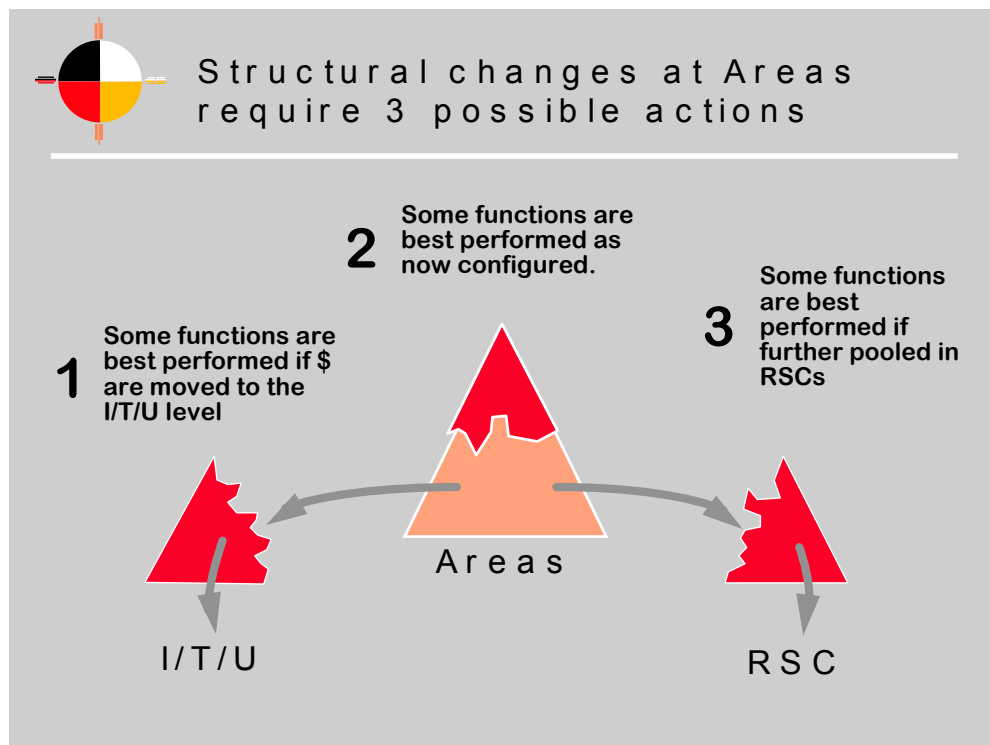 Structural changes at Areas
require 3 possible actions
1
Some functions are
best performed if $
are moved to the
I/T/U level
2
Some functions are
best performed as
now configured.
3
Some functions
are best
performed if
further pooled in
RSCs
Areas
I/T/U
RSC